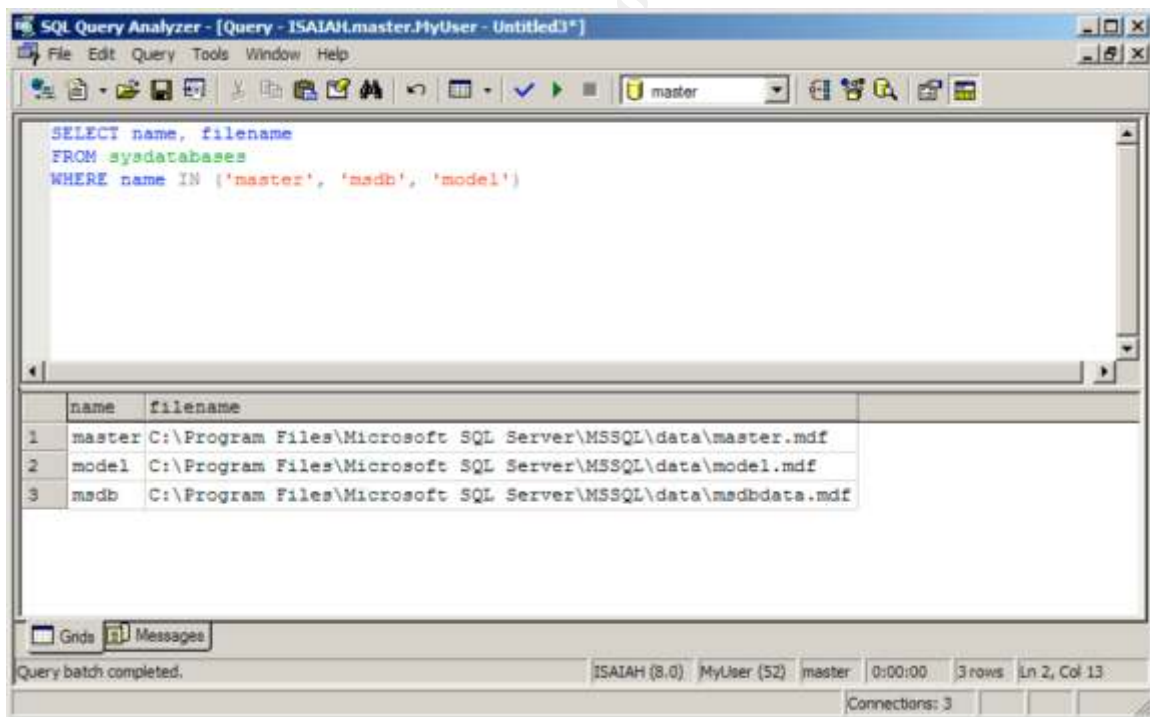 SQL Query Analyzer - [Query - ISAIAH.master.MyUser - Untitled3*]
File Edit Query Tools Window Help
master
SELECT name, filename
FROM sysdatabases
WHERE name IN ('master', 'msdb', 'model')
name filename
1 master C:\Program Files\Microsoft SQL Server\MSSQL\data\master.mdf
2 model C:\Program Files\Microsoft SQL Server\MSSQL\data\model.mdf
3 msdb C:\Program Files\Microsoft SQL Server\MSSQL\data\msdbdata.mdf
Grids Messages
Query batch completed. ISAIAH (8.0) MyUser (52) master 0:00:00 3 rows Ln 2, Col 13
Connections: 3